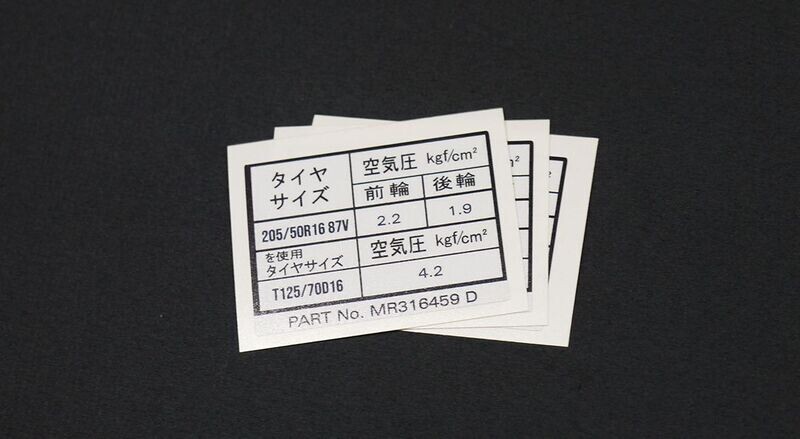 タイヤ
サイズ
空気圧 kgf/cm²
前輪 後輪
205/50R16 87V 2.2 1.9
を使用
タイヤサイズ
空気圧 kgf/cm²
T125/70D16 4.2
PART No. MR316459 D